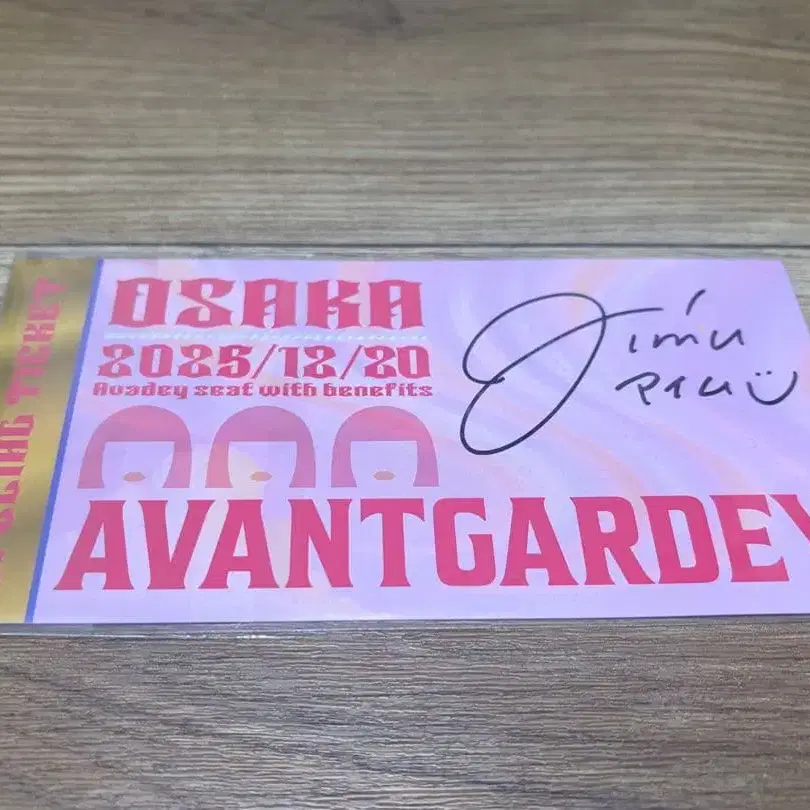 OSAKA
2025/12/20
Avadey seat with benefits
AVANTGARDEY
TICKET